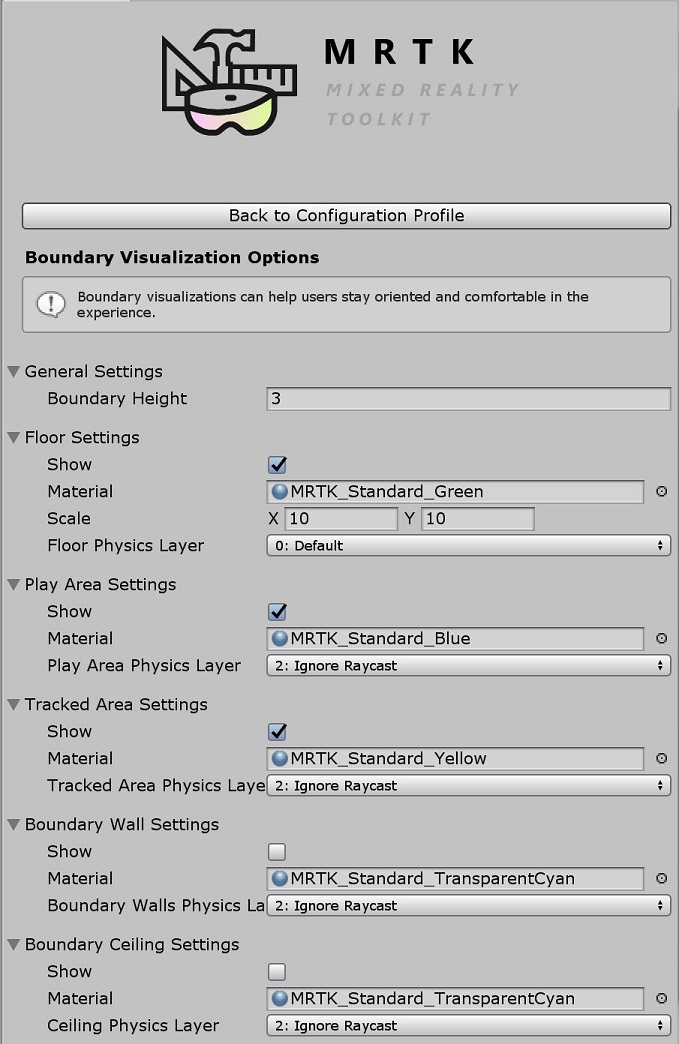 MRTK
MIXED REALITY
TOOLKIT
Back to Configuration Profile
Boundary Visualization Options
Boundary visualizations can help users stay oriented and comfortable in the
experience.
General Settings
Boundary Height 3
Floor Settings
Show
Material MRTK_Standard_Green
Scale X 10 Y 10
Floor Physics Layer 0: Default
Play Area Settings
Show
Material MRTK_Standard_Blue
Play Area Physics Layer 2: Ignore Raycast
Tracked Area Settings
Show
Material MRTK_Standard_Yellow
Tracked Area Physics Laye 2: Ignore Raycast
Boundary Wall Settings
Show
Material MRTK_Standard_TransparentCyan
Boundary Walls Physics La 2: Ignore Raycast
Boundary Ceiling Settings
Show
Material MRTK_Standard_TransparentCyan
Ceiling Physics Layer 2: Ignore Raycast